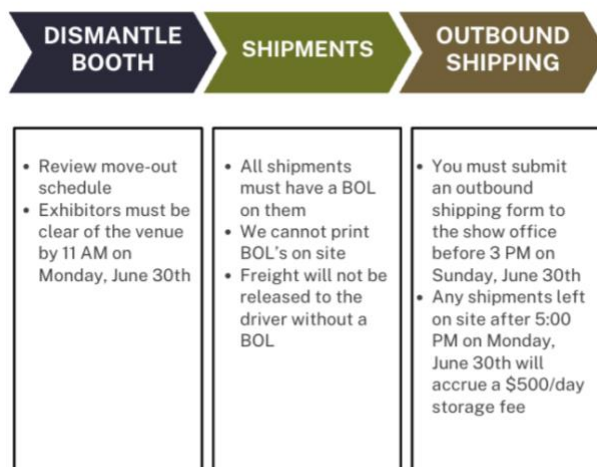 DISMANTLE
BOOTH
SHIPMENTS
OUTBOUND
SHIPPING
• Review move-out
schedule
• Exhibitors must be
clear of the venue
by 11 AM on
Monday, June 30th
• All shipments
must have a BOL
on them
• We cannot print
BOL's on site
• Freight will not be
released to the
driver without a
BOL
• You must submit
an outbound
shipping form to
the show office
before 3 PM on
Sunday, June 30th
• Any shipments left
on site after 5:00
PM on Monday,
June 30th will
accrue a $500/day
storage fee